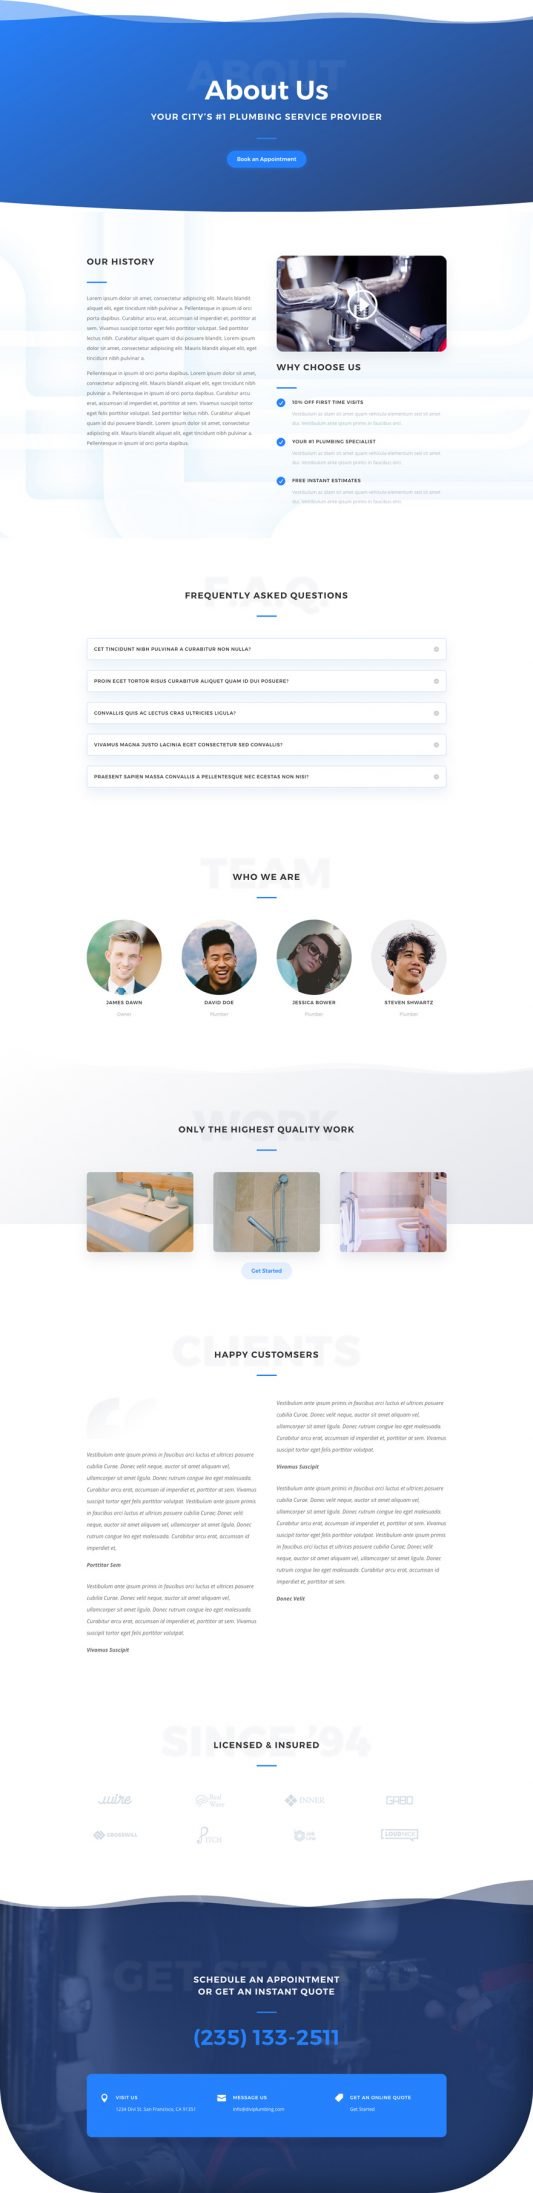 ABOUT
About Us
YOUR CITY'S #1 PLUMBING SERVICE PROVIDER
Book an Appointment
OUR HISTORY
Lorem ipsum dolor sit amet, consectetur adipiscing elit. Mauris blandit
aliquet elit, eget tincidunt nibh pulvinar a. Pellentesque in ipsum id orci
porta dapibus. Curabitur arcu erat, accumsan id imperdiet et, porttitor at
sem. Vivamus suscipit tortor eget felis porttitor volutpat. Sed porttitor
lectus nibh. Curabitur aliquet quam id dui posuere blandit. Lorem ipsum
dolor sit amet, consectetur adipiscing elit. Mauris blandit aliquet elit, eget
tincidunt nibh pulvinar a.
Pellentesque in ipsum id orci porta dapibus. Lorem ipsum dolor sit amet,
consectetur adipiscing elit. Mauris blandit aliquet elit, eget tincidunt nibh
pulvinar a. Pellentesque in ipsum id orci porta dapibus. Curabitur arcu
erat, accumsan id imperdiet et, porttitor at sem. Vivamus suscipit tortor
eget felis porttitor volutpat. Sed porttitor lectus nibh. Curabitur aliquet
quam id dui posuere blandit. Lorem ipsum dolor sit amet, consectetur
adipiscing elit. Mauris blandit aliquet elit, eget tincidunt nibh pulvinar a.
Pellentesque in ipsum id orci porta dapibus.
WHY CHOOSE US
10% OFF FIRST TIME VISITS
Vestibulum ac diam sit amet quam vehicula elementum sed sit amet
dui. Vestibulum ante ipsum primis in faucibus orci.
YOUR #1 PLUMBING SPECIALIST
Vestibulum ac diam sit amet quam vehicula elementum sed sit amet
dui. Vestibulum ante ipsum primis in faucibus orci.
FREE INSTANT ESTIMATES
Vestibulum ac diam sit amet quam vehicula elementum sed sit amet
dui. Vestibulum ante ipsum primis in faucibus orci.
F.A.Q.
FREQUENTLY ASKED QUESTIONS
CET TINCIDUNT NIBH PULVINAR A CURABITUR NON NULLA?
PROIN EGET TORTOR RISUS CURABITUR ALIQUET QUAM ID DUI POSUERE?
CONVALLIS QUIS AC LECTUS CRAS ULTRICIES LIGULA?
VIVAMUS MAGNA JUSTO LACINIA EGET CONSECTETUR SED CONVALLIS?
PRAESENT SAPIEN MASSA CONVALLIS A PELLENTESQUE NEC EGESTAS NON NISI?
TEAM
WHO WE ARE
JAMES DAWN
Owner
DAVID DOE
Plumber
JESSICA BOWER
Plumber
STEVEN SHWARTZ
Plumber
WORK
ONLY THE HIGHEST QUALITY WORK
Get Started
CLIENTS
HAPPY CUSTOMSERS
Vestibulum ante ipsum primis in faucibus orci luctus et ultrices posuere
cubilia Curae. Donec velit neque, auctor sit amet aliquam vel,
ullamcorper sit amet ligula. Donec rutrum congue leo eget malesuada.
Curabitur arcu erat, accumsan id imperdiet et, porttitor at sem. Vivamus
suscipit tortor eget felis porttitor volutpat. Vestibulum ante ipsum primis
in faucibus orci luctus et ultrices posuere cubilia Curae; Donec velit
neque, auctor sit amet aliquam vel, ullamcorper sit amet ligula. Donec
rutrum congue leo eget malesuada. Curabitur arcu erat, accumsan id
imperdiet et,
Porttitor Sem
Vestibulum ante ipsum primis in faucibus orci luctus et ultrices posuere
cubilia Curae. Donec velit neque, auctor sit amet aliquam vel,
ullamcorper sit amet ligula. Donec rutrum congue leo eget malesuada.
Curabitur arcu erat, accumsan id imperdiet et, porttitor at sem. Vivamus
suscipit tortor eget felis porttitor volutpat.
Vivamus Suscipit
Vestibulum ante ipsum primis in faucibus orci luctus et ultrices posuere
cubilia Curae. Donec velit neque, auctor sit amet aliquam vel,
ullamcorper sit amet ligula. Donec rutrum congue leo eget malesuada.
Curabitur arcu erat, accumsan id imperdiet et, porttitor at sem. Vivamus
suscipit tortor eget felis porttitor volutpat.
Vivamus Suscipit
Vestibulum ante ipsum primis in faucibus orci luctus et ultrices posuere
cubilia Curae. Donec velit neque, auctor sit amet aliquam vel,
ullamcorper sit amet ligula. Donec rutrum congue leo eget malesuada.
Curabitur arcu erat, accumsan id imperdiet et, porttitor at sem. Vivamus
suscipit tortor eget felis porttitor volutpat. Vestibulum ante ipsum primis
in faucibus orci luctus et ultrices posuere cubilia Curae; Donec velit
neque, auctor sit amet aliquam vel, ullamcorper sit amet ligula. Donec
rutrum congue leo eget malesuada. Curabitur arcu erat, accumsan id
imperdiet et, porttitor at sem.
Donec Velit
SINCE '94
LICENSED & INSURED
wire
Real
Wave
INNER
GABO
CROSSWILL
PITCH
LOUDNICK
GET STARTED
SCHEDULE AN APPOINTMENT
OR GET AN INSTANT QUOTE
(235) 133-2511
VISIT US
1234 Divi St. San Francisco, CA 91351
MESSAGE US
info@diviplumbing.com
GET AN ONLINE QUOTE
Get Started